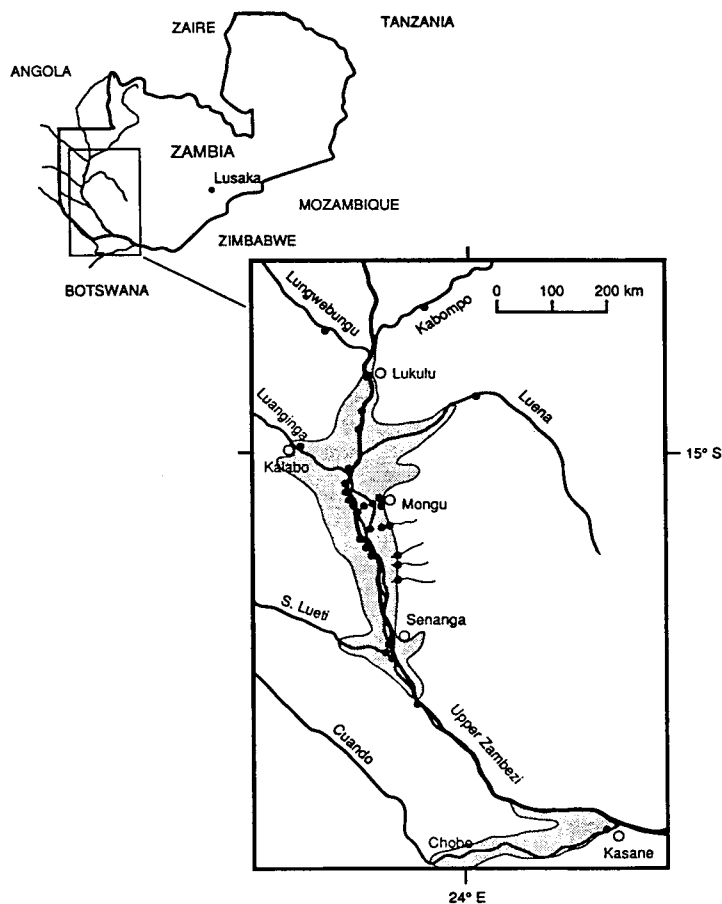 ZAIRE
TANZANIA
ANGOLA
ZAMBIA
Lusaka
MOZAMBIQUE
ZIMBABWE
BOTSWANA
Lungwebungu
Kabompo
0 100 200 km
Lukulu
Luanginga
Luena
Kalabo
15° S
Mongu
S. Lueti
Senanga
Cuando
Upper Zambezi
Chobe
Kasane
24° E